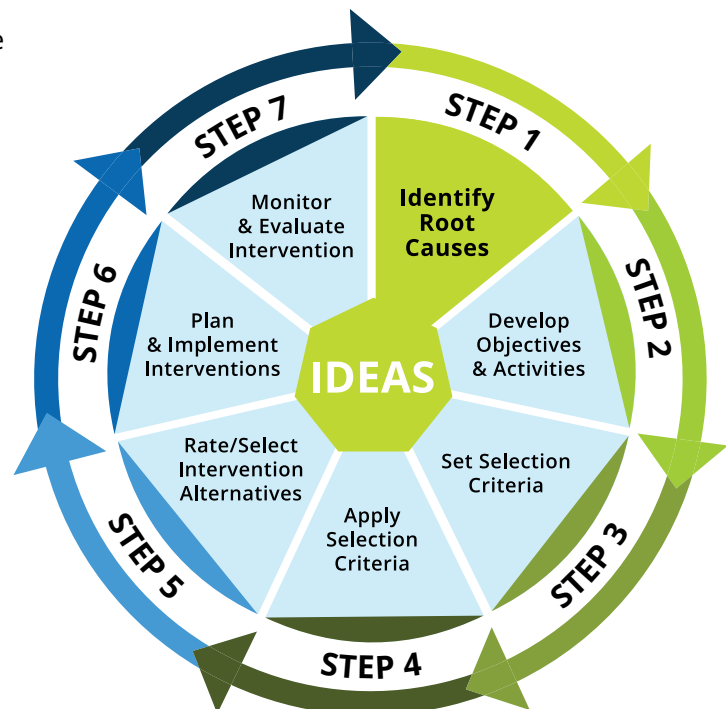 e
STEP 1
Identify
Root
Causes
STEP 2
Develop
Objectives
& Activities
STEP 3
Set Selection
Criteria
STEP 4
Apply
Selection
Criteria
STEP 5
Rate/Select
Intervention
Alternatives
STEP 6
Plan
& Implement
Interventions
STEP 7
Monitor
& Evaluate
Intervention
IDEAS